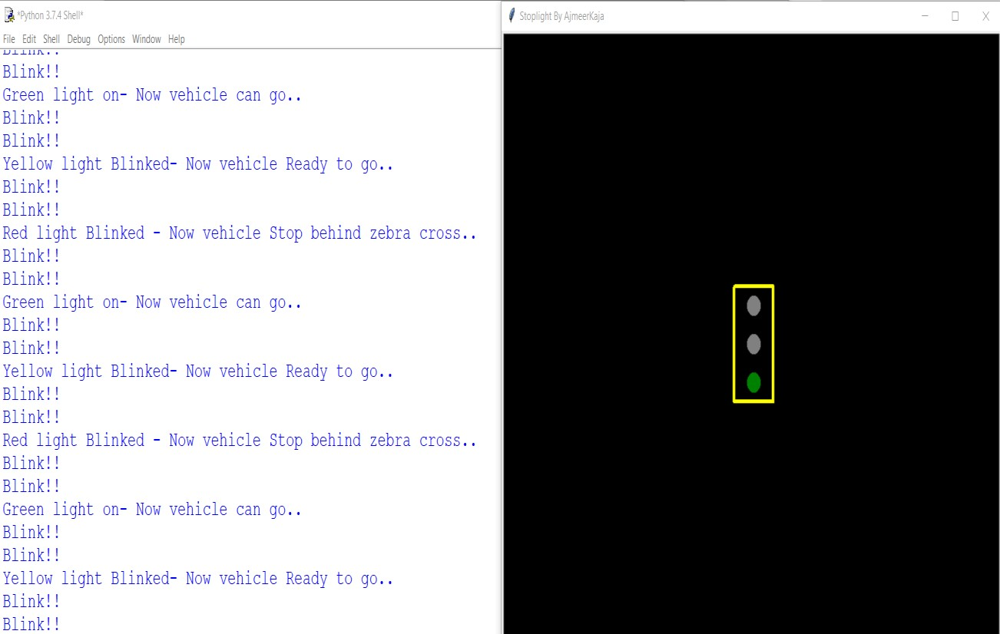 *Python 3.7.4 Shell*
File Edit Shell Debug Options Window Help
Blink!!
Blink!!
Green light on- Now vehicle can go..
Blink!!
Blink!!
Yellow light Blinked- Now vehicle Ready to go..
Blink!!
Blink!!
Red light Blinked - Now vehicle Stop behind zebra cross..
Blink!!
Blink!!
Green light on- Now vehicle can go..
Blink!!
Blink!!
Yellow light Blinked- Now vehicle Ready to go..
Blink!!
Blink!!
Red light Blinked - Now vehicle Stop behind zebra cross..
Blink!!
Blink!!
Green light on- Now vehicle can go..
Blink!!
Blink!!
Yellow light Blinked- Now vehicle Ready to go..
Blink!!
Blink!!
Stoplight By AjmeerKaja